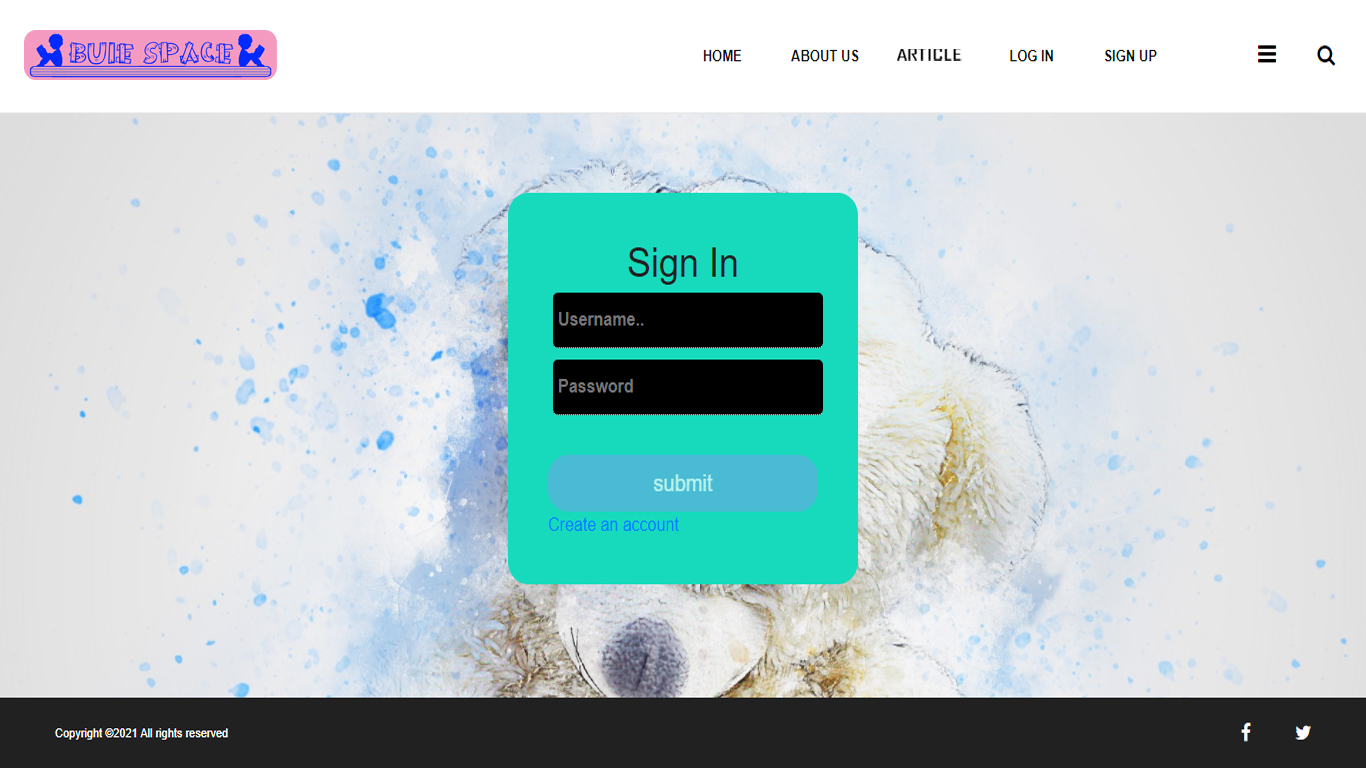 BUIE SPACE
HOME ABOUT US ARTICLE LOG IN SIGN UP
Sign In
Username..
Password
submit
Create an account
Copyright ©2021 All rights reserved